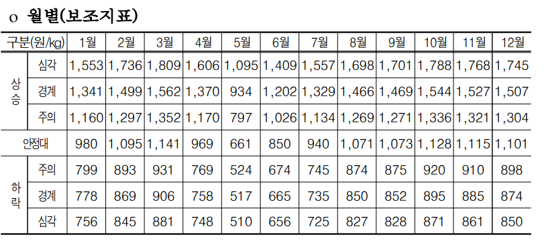 o 월별(보조지표)
구분(원/kg) 1월 2월 3월 4월 5월 6월 7월 8월 9월 10월 11월 12월
상승 심각 1,553 1,736 1,809 1,606 1,095 1,409 1,557 1,698 1,701 1,788 1,768 1,745
경계 1,341 1,499 1,562 1,370 934 1,202 1,329 1,466 1,469 1,544 1,527 1,507
주의 1,160 1,297 1,352 1,170 797 1,026 1,134 1,269 1,271 1,336 1,321 1,304
안정대 980 1,095 1,141 969 661 850 940 1,071 1,073 1,128 1,115 1,101
하락 주의 799 893 931 769 524 674 745 874 875 920 910 898
경계 778 869 906 758 517 665 735 850 852 895 885 874
심각 756 845 881 748 510 656 725 827 828 871 861 850